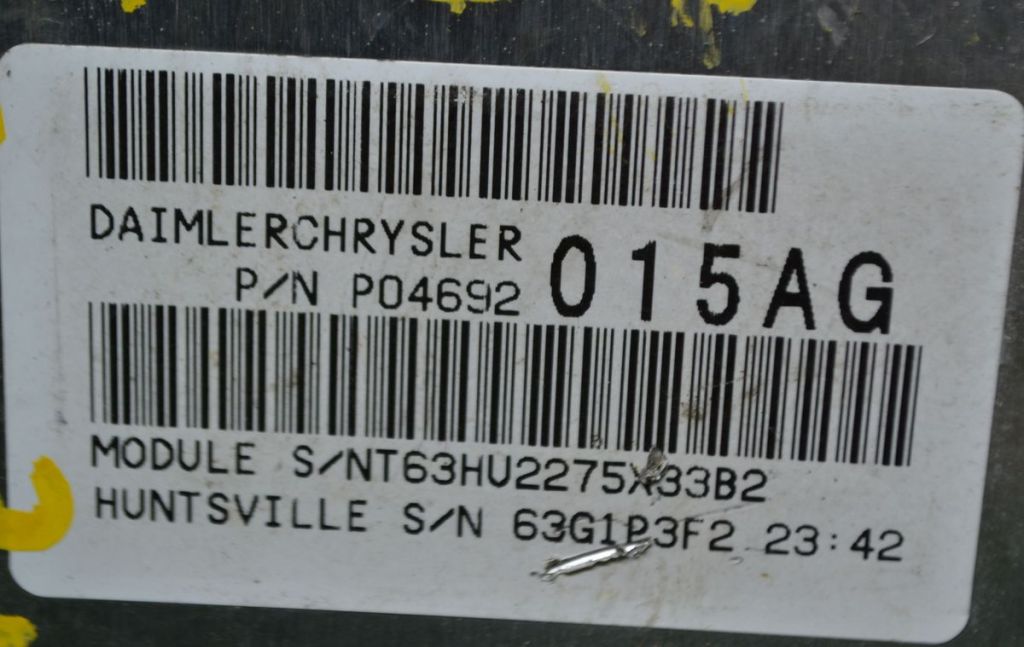 DAIMLERCHRYSLER
P/N P04692 015AG
MODULE S/NT63HU2275X33B2
HUNTSVILLE S/N 63G1P3F2 23:42